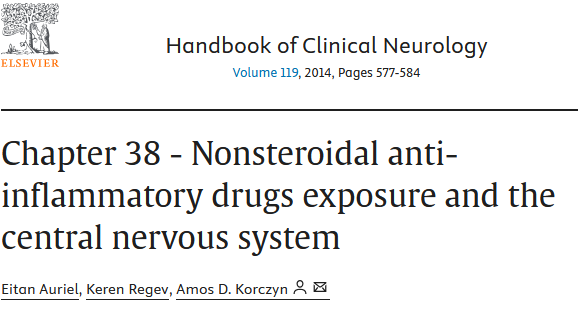 ELSEVIER
Handbook of Clinical Neurology
Volume 119, 2014, Pages 577-584
Chapter 38 - Nonsteroidal anti-
inflammatory drugs exposure and the
central nervous system
Eitan Auriel, Keren Regev, Amos D. Korczyn